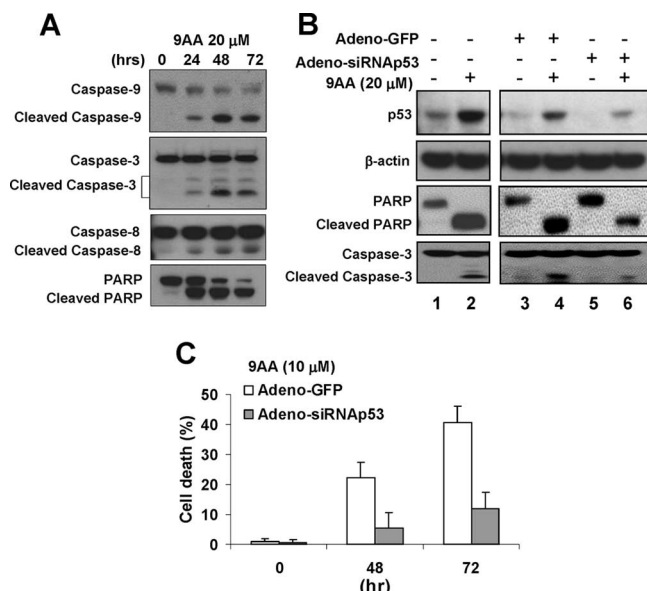 A
9AA 20 μM
(hrs) 0 24 48 72
Caspase-9
Cleaved Caspase-9
Caspase-3
Cleaved Caspase-3
Caspase-8
Cleaved Caspase-8
PARP
Cleaved PARP
B
Adeno-GFP - - + + - -
Adeno-siRNAp53 - - - - + +
9AA (20 μM) - + - + - +
p53
β-actin
PARP
Cleaved PARP
Caspase-3
Cleaved Caspase-3
1 2 3 4 5 6
C
9AA (10 μM)
Adeno-GFP
Adeno-siRNAp53
Cell death (%)
50
40
30
20
10
0
0 48 72
(hr)